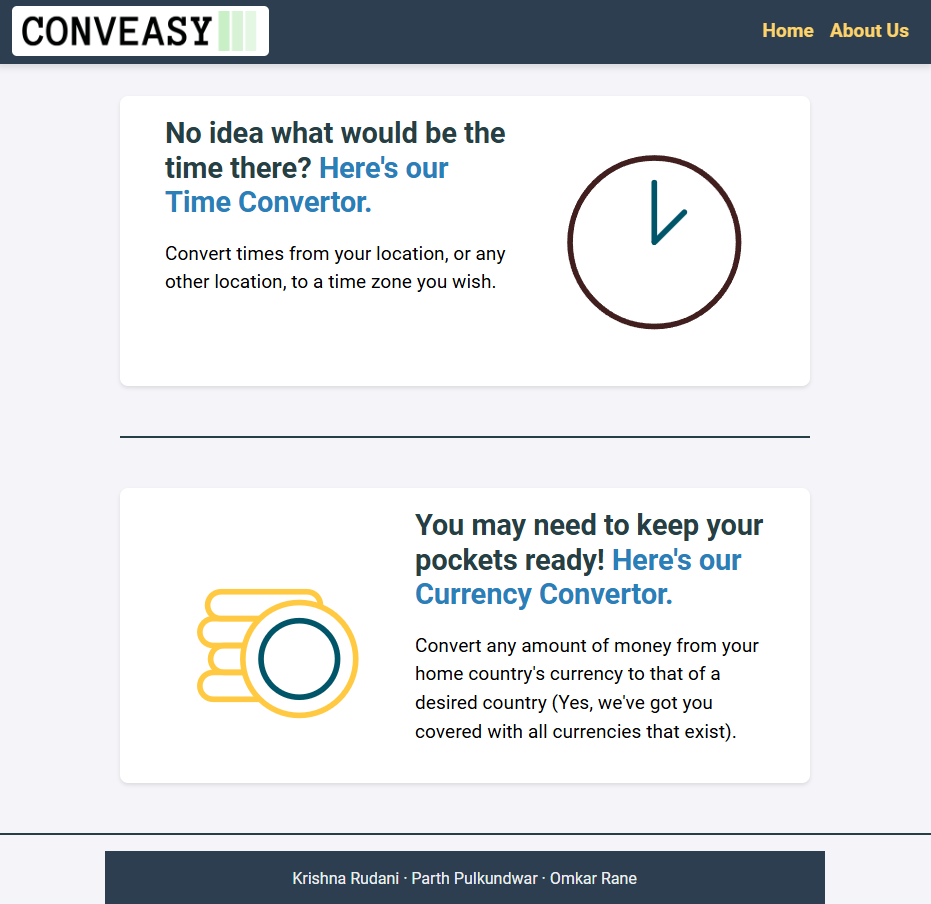 CONVEASY
Home About Us
No idea what would be the
time there? Here's our
Time Convertor.
Convert times from your location, or any
other location, to a time zone you wish.
You may need to keep your
pockets ready! Here's our
Currency Convertor.
Convert any amount of money from your
home country's currency to that of a
desired country (Yes, we've got you
covered with all currencies that exist).
Krishna Rudani · Parth Pulkundwar · Omkar Rane